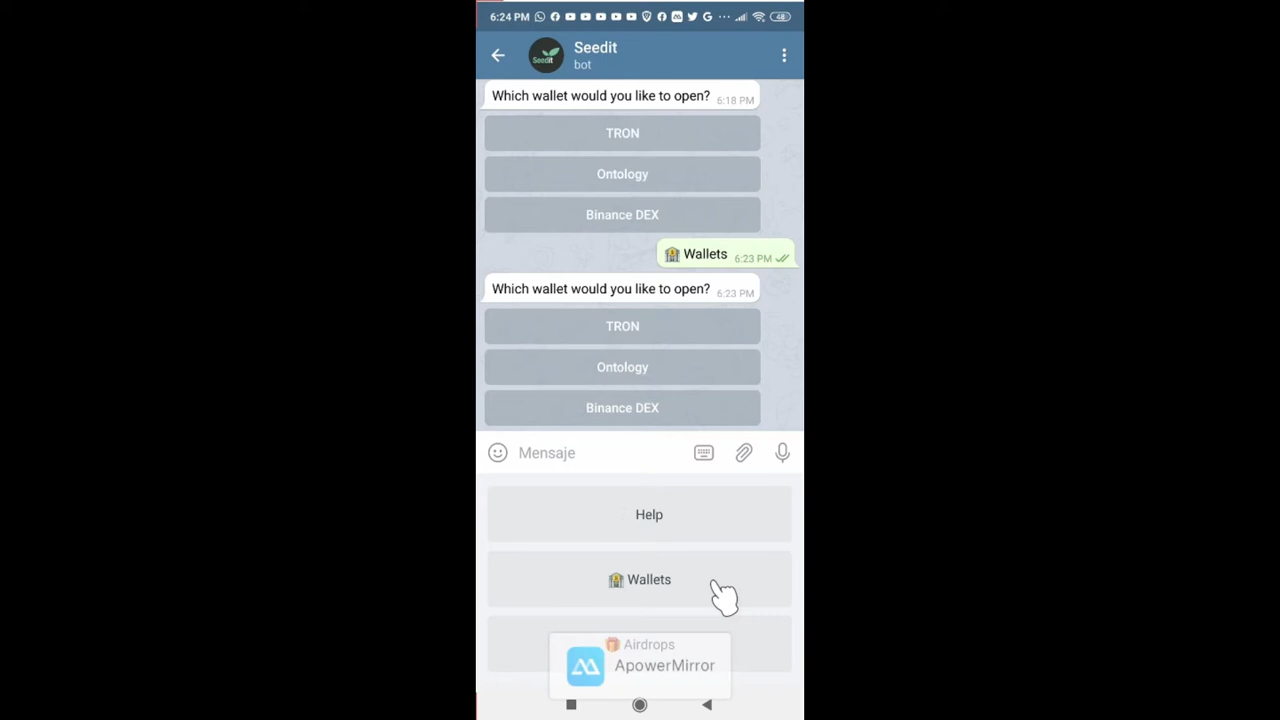 6:24 PM
48
Seedit
Seedit
bot
Which wallet would you like to open? 6:18 PM
TRON
Ontology
Binance DEX
Wallets 6:23 PM
Which wallet would you like to open? 6:23 PM
TRON
Ontology
Binance DEX
Mensaje
Help
Wallets
Airdrops
ApowerMirror